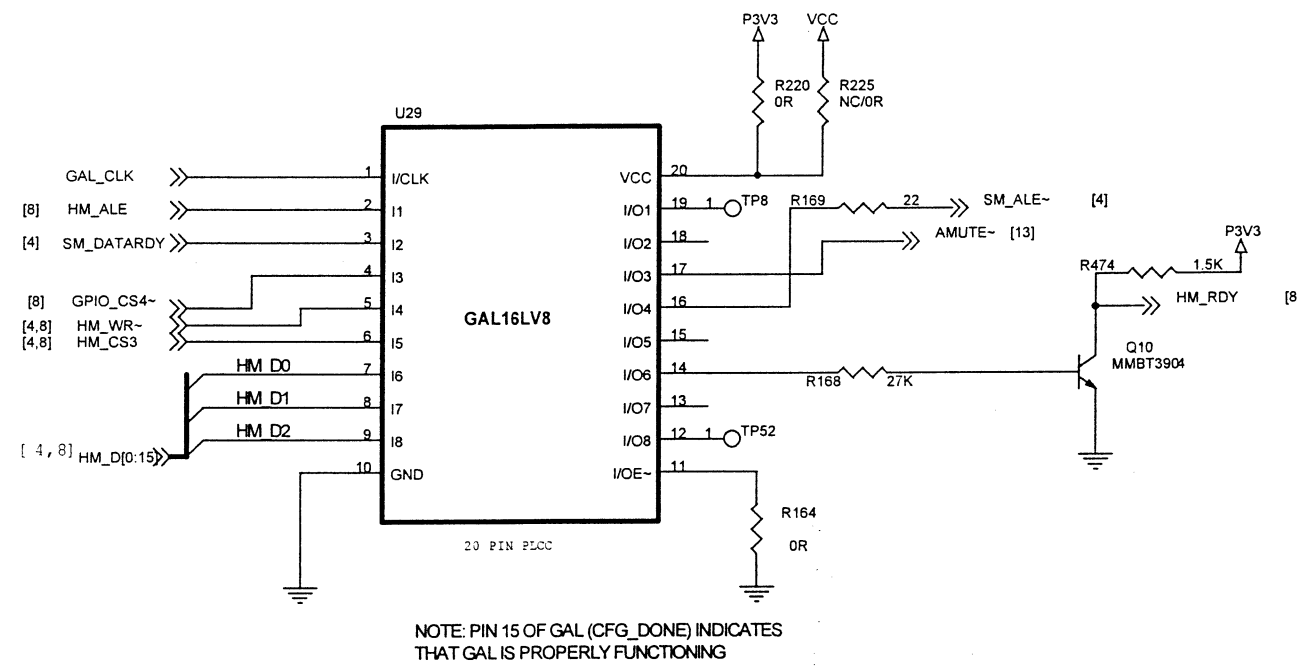 P3V3 VCC
R220 0R
R225 NC/0R
U29
GAL_CLK 1 I/CLK
[8] HM_ALE 2 I1
[4] SM_DATARDY 3 I2
4 I3
[8] GPIO_CS4~ 5 I4
[4,8] HM_WR~
[4,8] HM_CS3 6 I5
HM_D0 7 I6
HM_D1 8 I7
HM_D2 9 I8
[4,8] HM_D[0:15]
10 GND
GAL16LV8
VCC 20
I/O1 19 1 TP8
I/O2 18
I/O3 17
I/O4 16
I/O5 15
I/O6 14
I/O7 13
I/O8 12 1 TP52
I/OE~ 11
R169 22 SM_ALE~ [4]
AMUTE~ [13]
P3V3
R474 1.5K
HM_RDY [8
Q10
MMBT3904
R168 27K
R164
0R
20 PIN PLCC
NOTE: PIN 15 OF GAL (CFG_DONE) INDICATES
THAT GAL IS PROPERLY FUNCTIONING